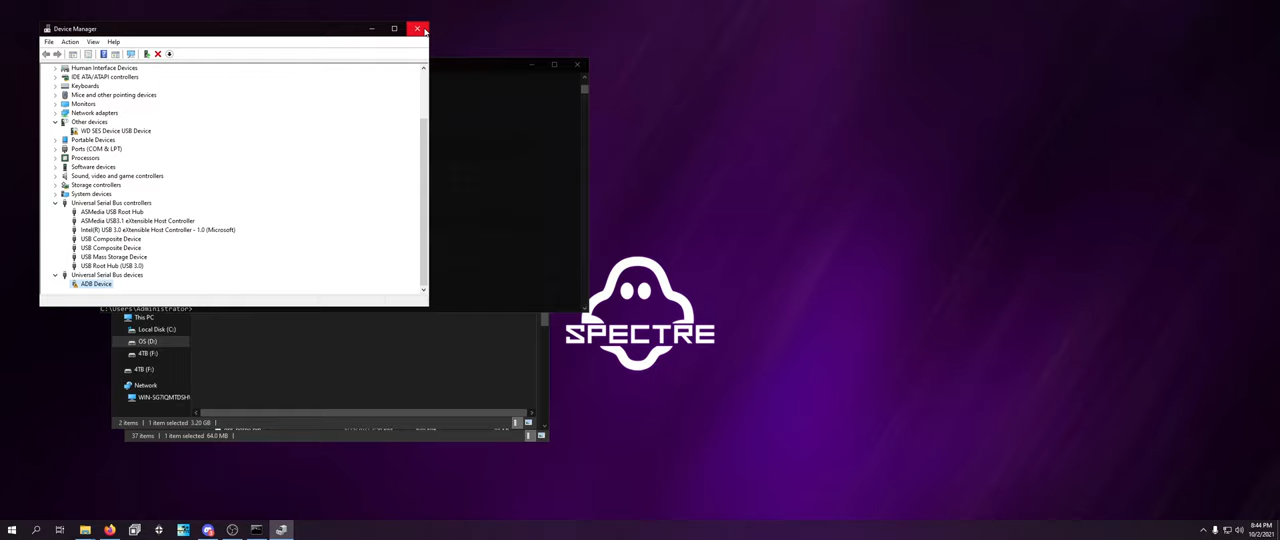 Device Manager
File Action View Help
Human Interface Devices
IDE ATA/ATAPI controllers
Keyboards
Mice and other pointing devices
Monitors
Network adapters
Other devices
WD SES Device USB Device
Portable Devices
Ports (COM & LPT)
Processors
Software devices
Sound, video and game controllers
Storage controllers
System devices
Universal Serial Bus controllers
ASMedia USB Root Hub
ASMedia USB3.1 eXtensible Host Controller
Intel(R) USB 3.0 eXtensible Host Controller - 1.0 (Microsoft)
USB Composite Device
USB Composite Device
USB Mass Storage Device
USB Root Hub (USB 3.0)
Universal Serial Bus devices
ADB Device
C:\Users\Administrator>
This PC
Local Disk (C:)
OS (D:)
4TB (F:)
4TB (F:)
Network
2 items 1 item selected 3.20 GB
37 items 1 item selected 64.0 MB
SPECTRE
8:44 PM
10/2/2021